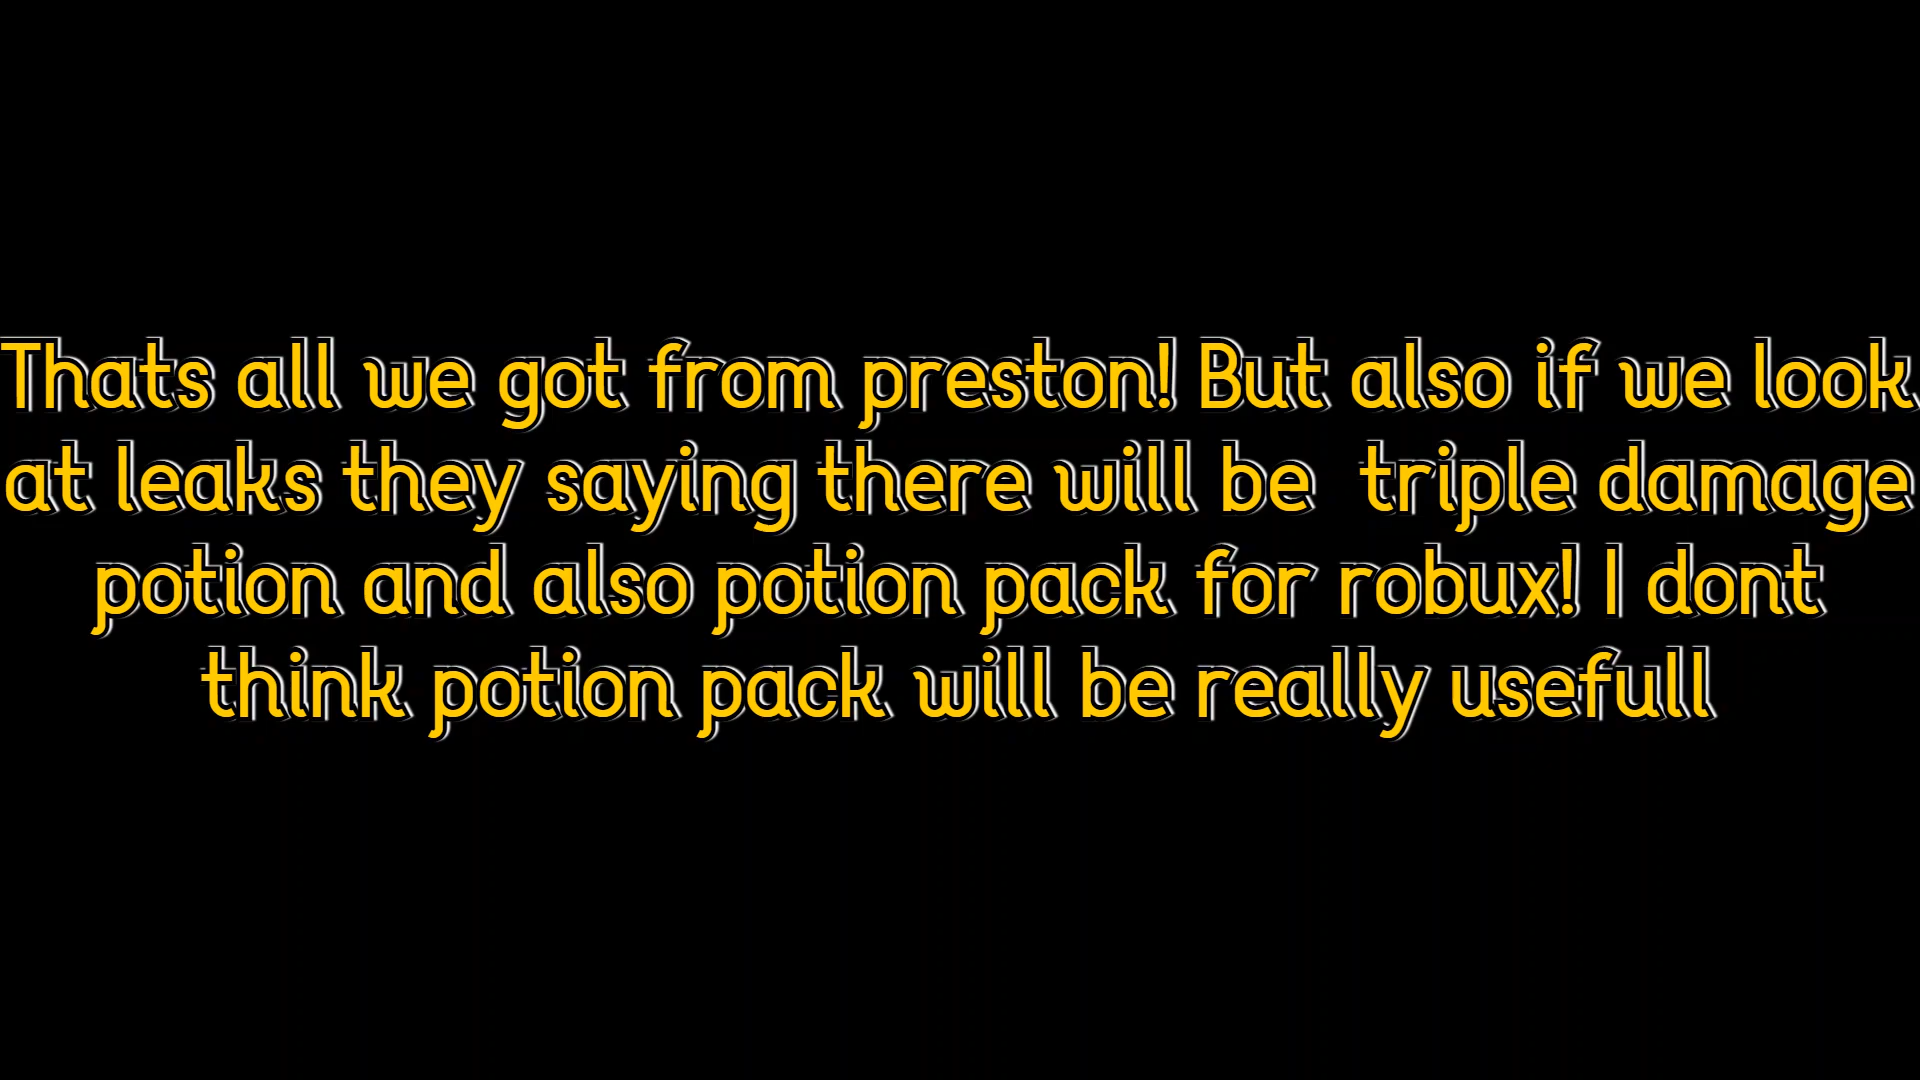 Thats all we got from preston! But also if we look
at leaks they saying there will be  triple damage
potion and also potion pack for robux! I dont
think potion pack will be really usefull